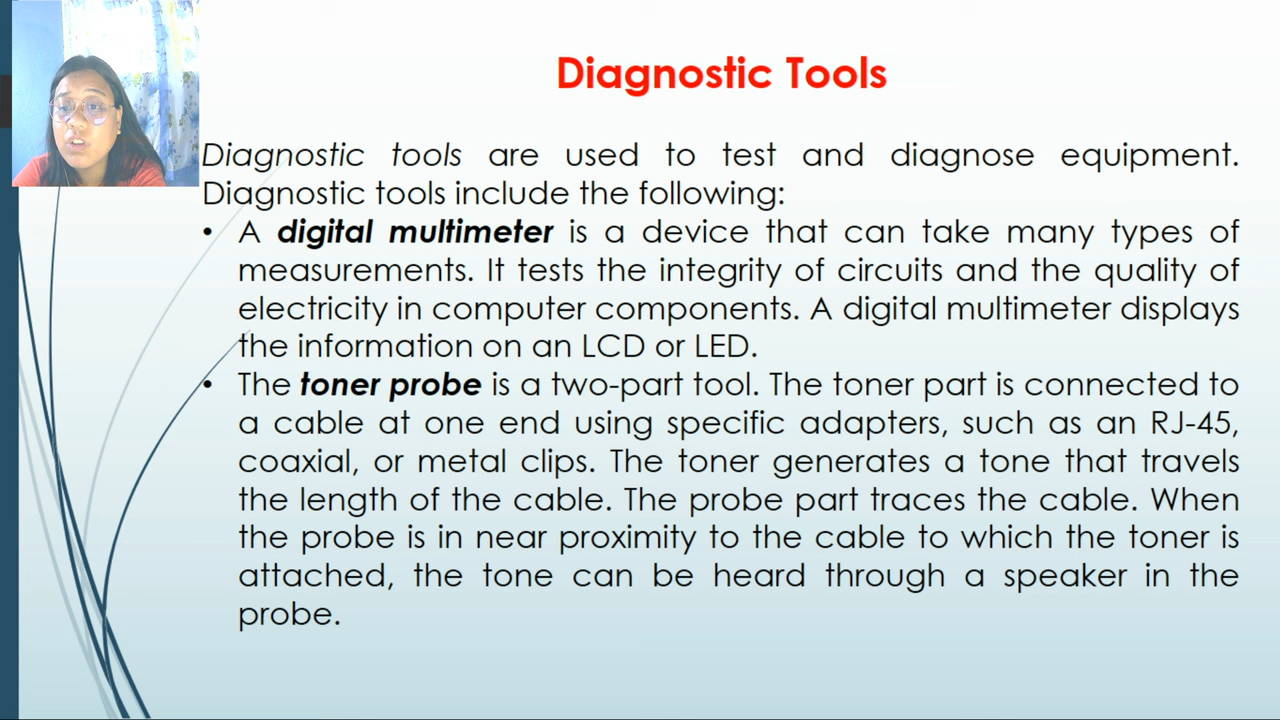 Diagnostic Tools
Diagnostic tools are used to test and diagnose equipment.
Diagnostic tools include the following:
• A digital multimeter is a device that can take many types of
measurements. It tests the integrity of circuits and the quality of
electricity in computer components. A digital multimeter displays
the information on an LCD or LED.
• The toner probe is a two-part tool. The toner part is connected to
a cable at one end using specific adapters, such as an RJ-45,
coaxial, or metal clips. The toner generates a tone that travels
the length of the cable. The probe part traces the cable. When
the probe is in near proximity to the cable to which the toner is
attached, the tone can be heard through a speaker in the
probe.